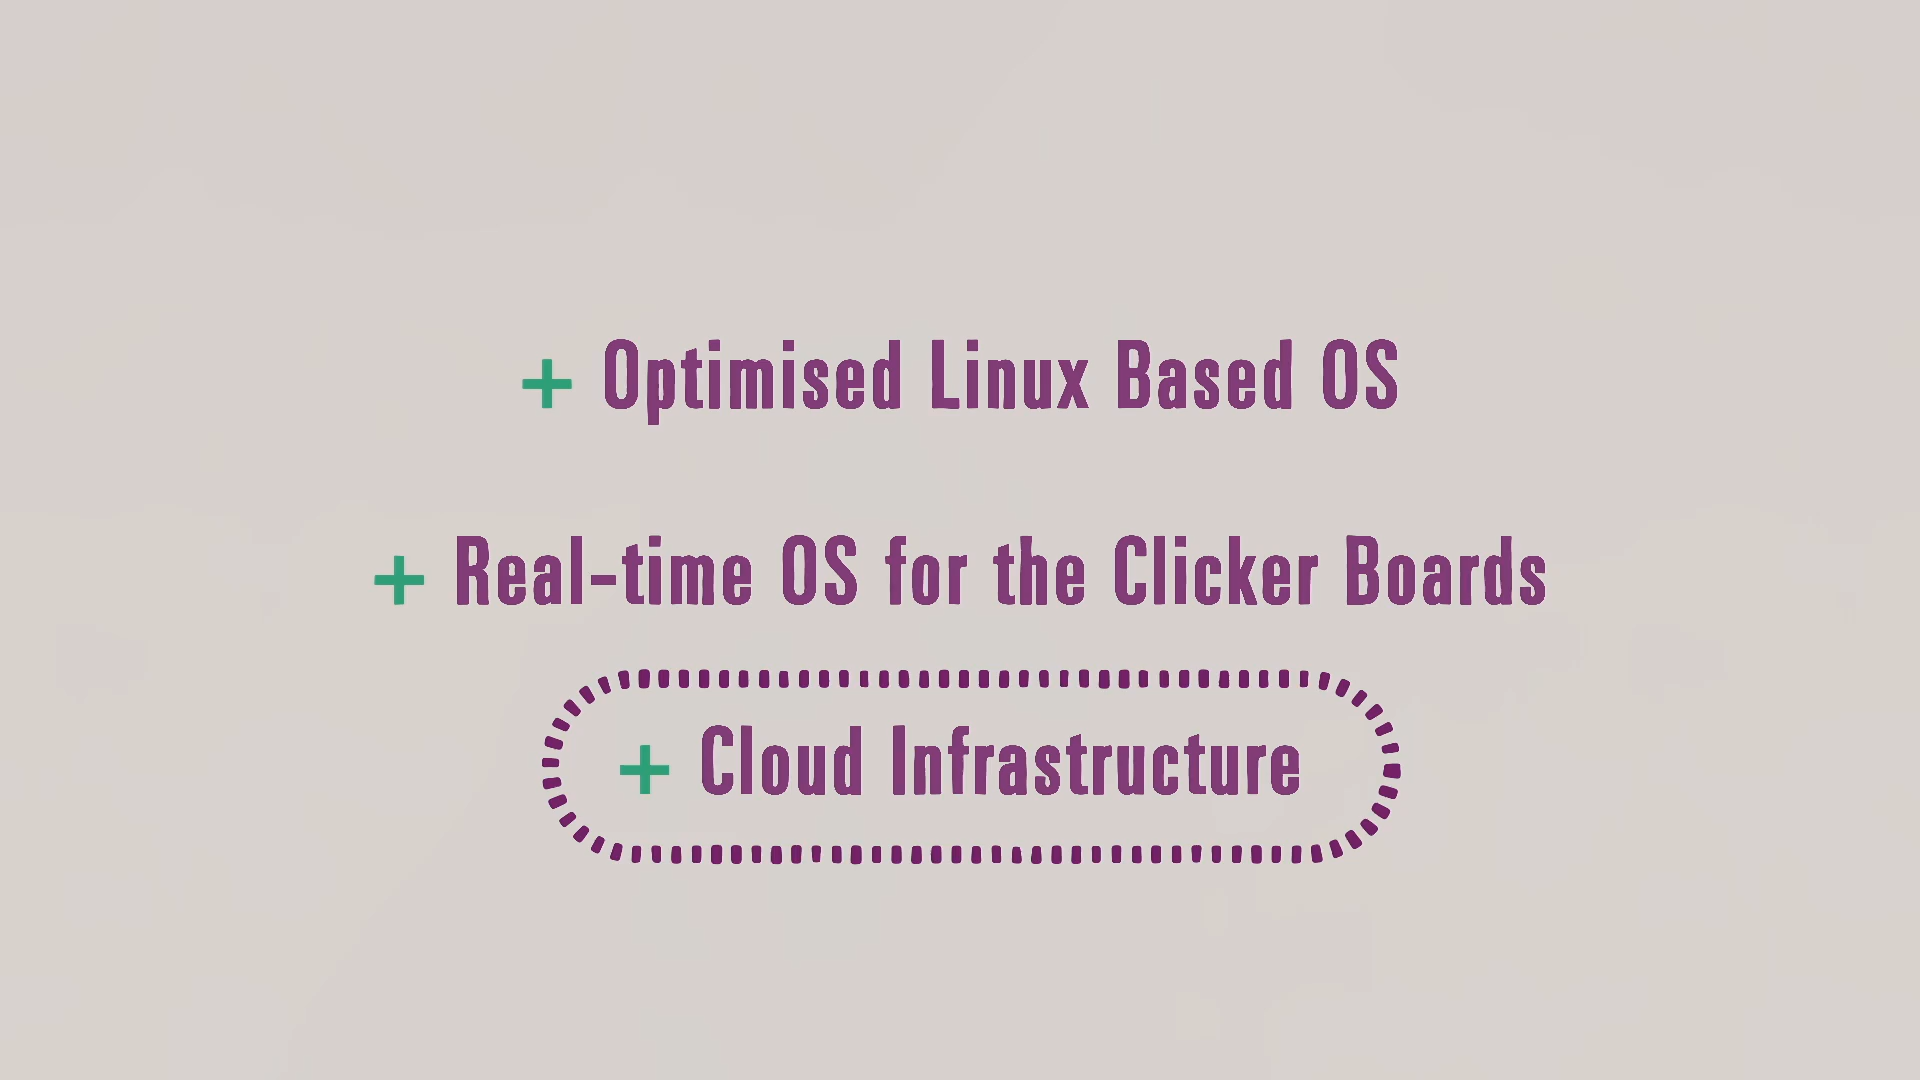 + Optimised Linux Based OS
+ Real-time OS for the Clicker Boards
+ Cloud Infrastructure